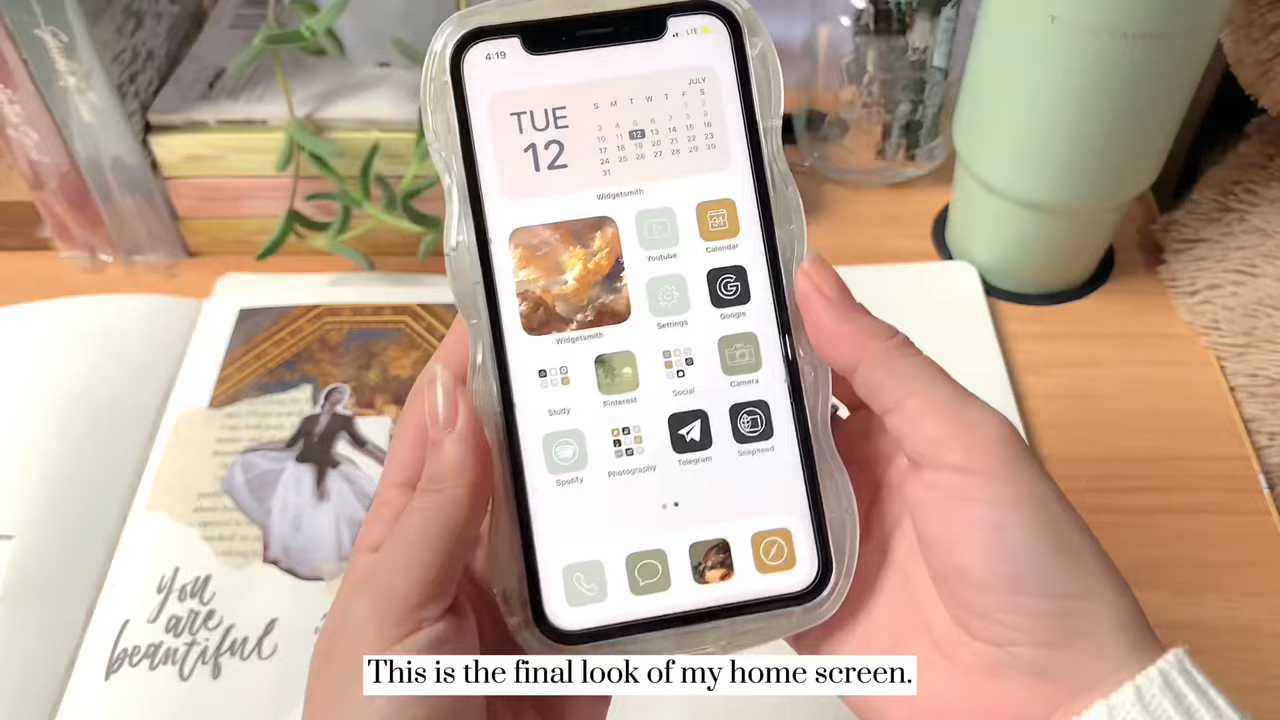 4:19
LTE
JULY
TUE
12
S M T W T F S
1 2
3 4 5 6 7 8 9
10 11 12 13 14 15 16
17 18 19 20 21 22 23
24 25 26 27 28 29 30
31
Widgetsmith
Youtube
Calendar
31
Settings
Google
G
Widgetsmith
Study
Pinterest
Social
Camera
Spotify
Photography
Telegram
Snapseed
you
are
beautiful
This is the final look of my home screen.